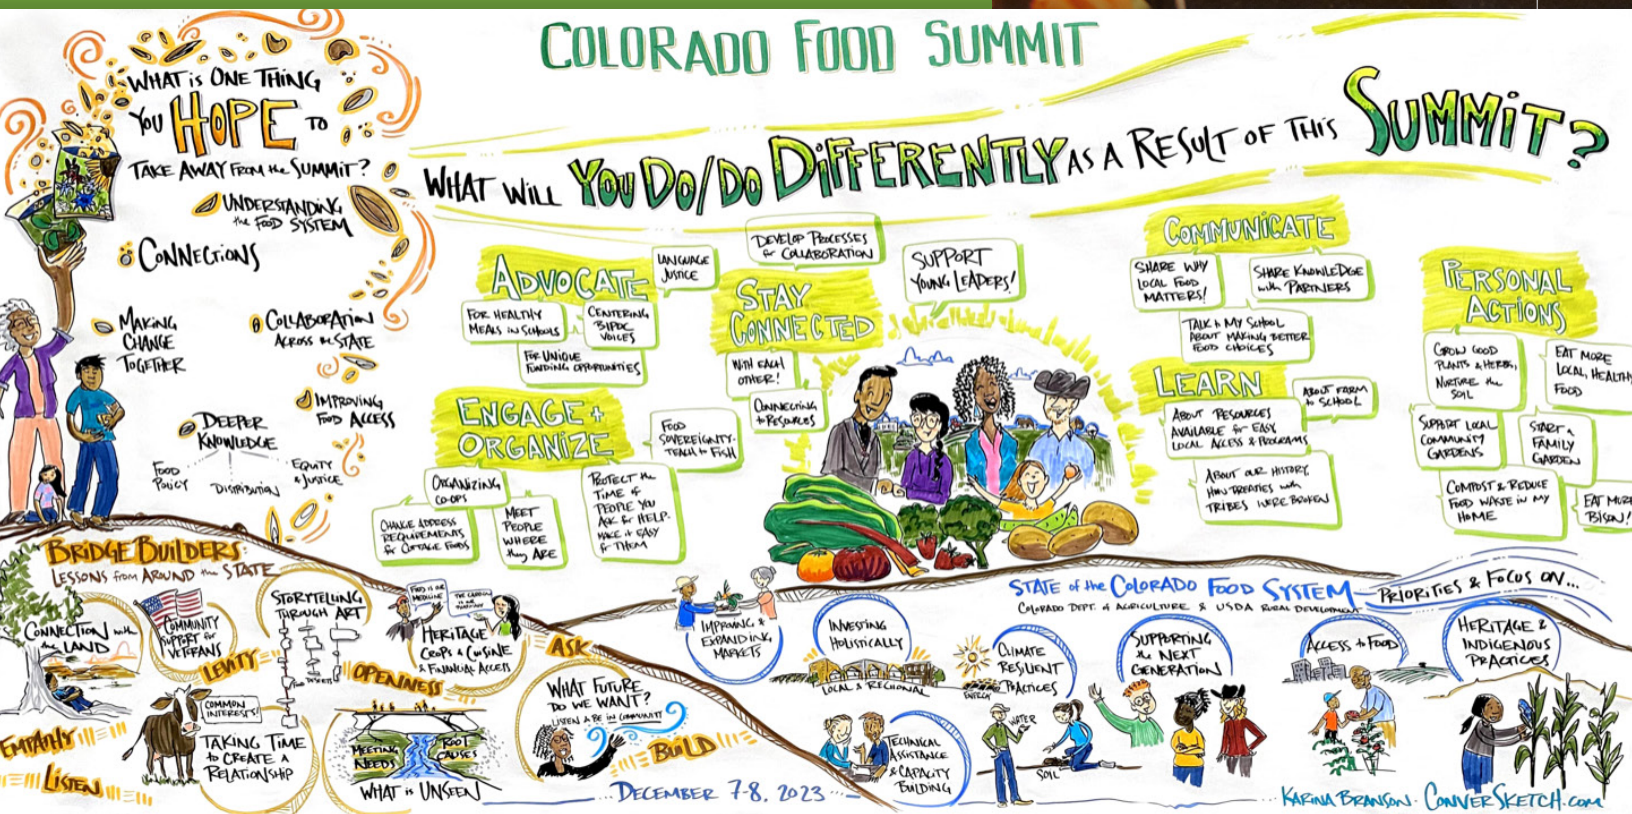 COLORADO FOOD SUMMIT
WHAT iS ONE THiNG
YOU HOPE TO
TAKE AWAY FROM the SUMMIT?
UNDERSTANDiNG
the FOOD SYSTEM
CONNECTiONS
MAKiNG
CHANGE
TOGETHER
COLLABORATiON
ACROSS the STATE
IMPROViNG
FOOD ACCESS
DEEPER
KNOWLEDGE
FOOD
POLICY
DiSTRiBUTiON
EQUiTY
& JUSTiCE
WHAT WiLL YOU DO/DO DiFFERENTLY AS A RESULT OF THiS SUMMiT?
ADVOCATE
LANGUAGE
JUSTICE
FOR HEALTHY
MEALS iN SCHOOLS
CENTERiNG
BIPOC
VOiCES
FOR UNiQUE
FUNDiNG OPPORTUNiTiES
STAY
CONNECTED
DEVELOP PROCESSES
for COLLABORATION
WiTH EACH
OTHER!
CONNECTiNG
to RESOURCES
SUPPORT
YOUNG LEADERS!
ENGAGE +
ORGANiZE
FOOD
SOVEREiGNTY-
TEACH to FiSH
ORGANiZiNG
CO-OPS
CHANGE ADDRESS
REQUiREMENTS
for COTTAGE FOODS
MEET
PEOPLE
WHERE
they ARE
PROTECT the
TiME of
PEOPLE YOU
ASK for HELP-
MAKE it EASY
for THEM
COMMUNiCATE
SHARE WHY
LOCAL FOOD
MATTERS!
SHARE KNOWLEDGE
with PARTNERS
TALK to MY SCHOOL
ABOUT MAKiNG BETTER
FOOD CHOiCES
LEARN
ABOUT FARM
to SCHOOL
ABOUT RESOURCES
AVAiLABLE for EASY
LOCAL ACCESS & PROGRAMS
ABOUT OUR HiSTORY,
HOW TREATiES with
TRiBES WERE BROKEN
PERSONAL
ACTiONS
GROW GOOD
PLANTS & HERBS,
NURTURE the
SOiL
EAT MORE
LOCAL, HEALTHY
FOOD
SUPPORT LOCAL
COMMUNiTY
GARDENS
START a
FAMiLY
GARDEN
COMPOST & REDUCE
FOOD WASTE iN MY
HOME
EAT MORE
BiSON!
BRiDGE BUiLDERS:
LESSONS from AROUND the STATE
CONNECTiON with
the LAND
COMMUNiTY
SUPPORT for
VETERANS
LEViTY
STORYTELLiNG
THROUGH ART
FOOD DESERTS
OPENNESS
FOOD iS OUR
MEDiCiNE
HERiTAGE
CROPS & CUiSiNE
& FiNANCiAL ACCESS
ASK
EMPATHY
LiSTEN
COMMON
INTERESTS!
TAKiNG TiME
to CREATE A
RELATiONSHiP
MEETiNG
NEEDS
ROOT
CAUSES
WHAT iS UNSEEN
WHAT FUTURE
DO WE WANT?
LiSTEN & BE iN COMMUNiTY!
BUiLD
DECEMBER 7-8, 2023
STATE of the COLORADO FOOD SYSTEM — PRiORiTiES & FOCUS ON...
COLORADO DEPT. of AGRiCULTURE & USDA RURAL DEVELOPMENT
IMPROViNG &
EXPANDiNG
MARKETS
INVESTiNG
HOLiSTiCALLY
LOCAL & REGiONAL
CLiMATE
RESiLiENT
PRACTiCES
WATER
SOiL
SUPPORTiNG
the NEXT
GENERATiON
ACCESS to FOOD
HERiTAGE &
INDiGENOUS
PRACTiCES
TECHNiCAL
ASSiSTANCE
& CAPACiTY
BUiLDiNG
KARiNA BRANSON · CONVERSKETCH.COM